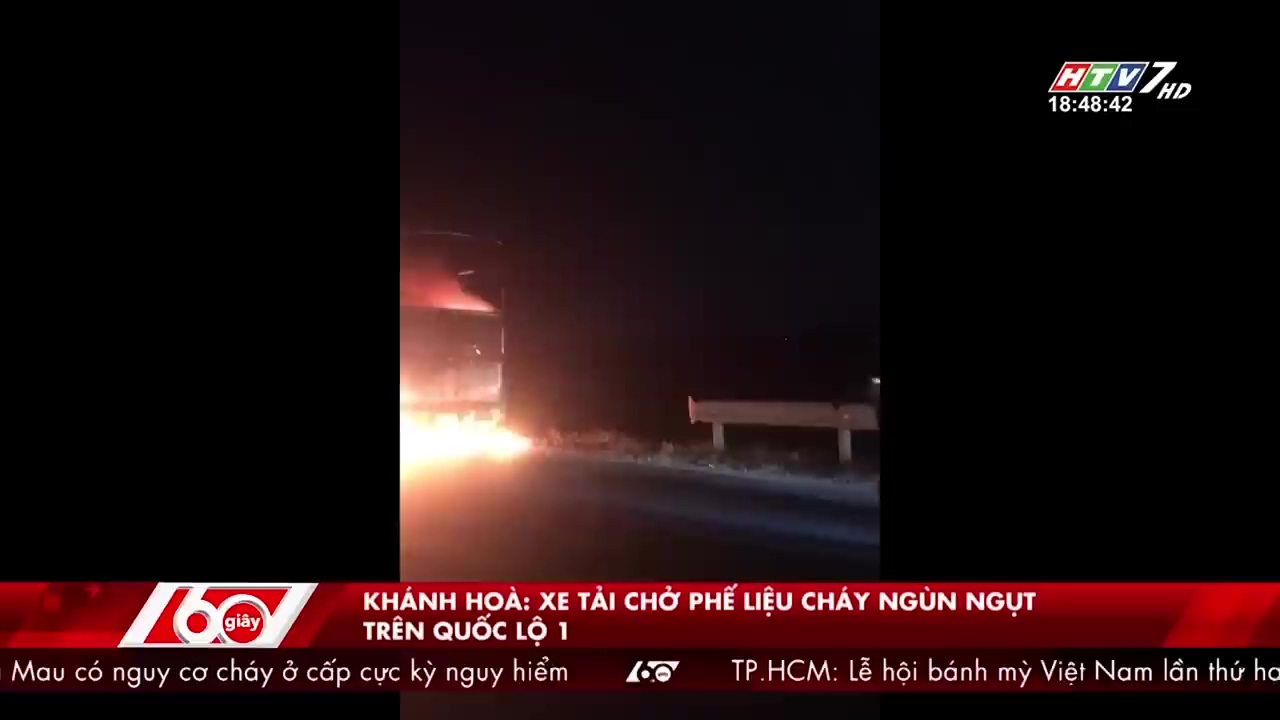 HTV7 HD
18:48:42
60 giây
KHÁNH HOÀ: XE TẢI CHỞ PHẾ LIỆU CHÁY NGÙN NGỤT
TRÊN QUỐC LỘ 1
Mau có nguy cơ cháy ở cấp cực kỳ nguy hiểm 60 giây TP.HCM: Lễ hội bánh mỳ Việt Nam lần thứ